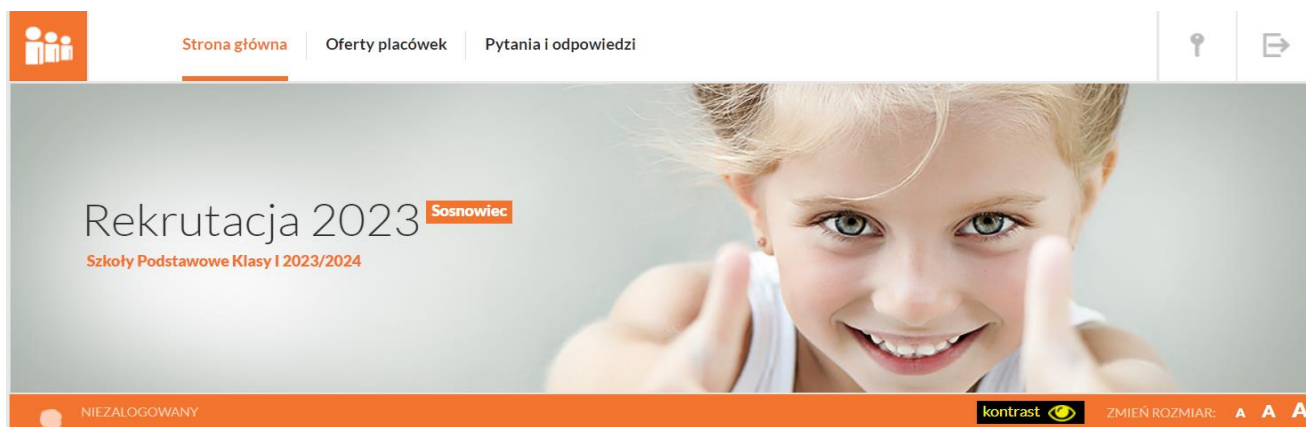 Strona główna Oferty placówek Pytania i odpowiedzi
Rekrutacja 2023 Sosnowiec
Szkoły Podstawowe Klasy I 2023/2024
NIEZALOGOWANY kontrast ZMIEŃ ROZMIAR: A A A